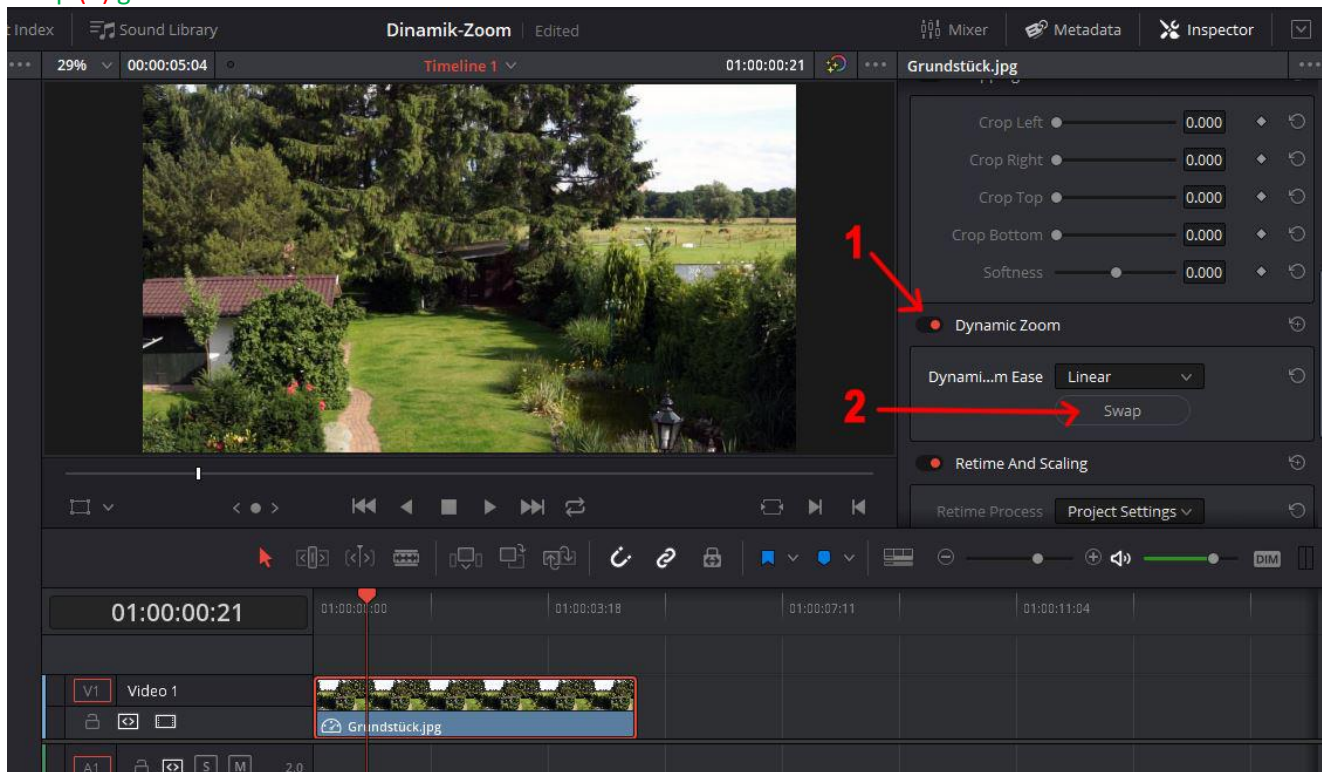 Index Sound Library Dinamik-Zoom Edited Mixer Metadata Inspector
29% 00:00:05:04 Timeline 1 01:00:00:21 Grundstück.jpg
Crop Left 0.000
Crop Right 0.000
Crop Top 0.000
Crop Bottom 0.000
Softness 0.000
1
Dynamic Zoom
Dynami...m Ease Linear
2
Swap
Retime And Scaling
Retime Process Project Settings
DIM
01:00:00:21 01:00:00:00 01:00:03:18 01:00:07:11 01:00:11:04
V1 Video 1
Grundstück.jpg
A1 S M 2.0